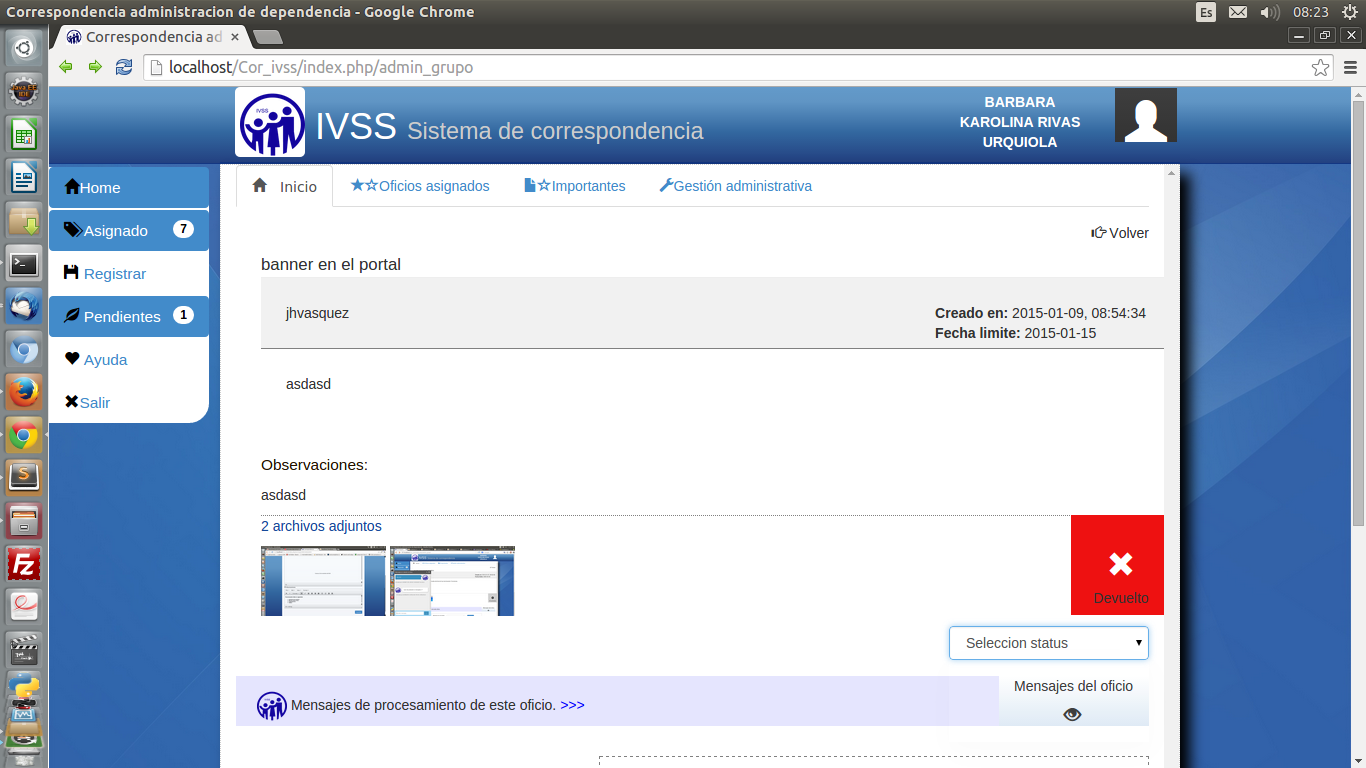 Correspondencia administracion de dependencia - Google Chrome
Es
08:23
Correspondencia ad
localhost/Cor_ivss/index.php/admin_grupo
IVSS
IVSS Sistema de correspondencia
BARBARA
KAROLINA RIVAS
URQUIOLA
Home
Asignado 7
Registrar
Pendientes 1
Ayuda
Salir
Inicio
Oficios asignados
Importantes
Gestión administrativa
Volver
banner en el portal
jhvasquez
Creado en: 2015-01-09, 08:54:34
Fecha limite: 2015-01-15
asdasd
Observaciones:
asdasd
2 archivos adjuntos
Devuelto
Seleccion status
Mensajes de procesamiento de este oficio. >>>
Mensajes del oficio